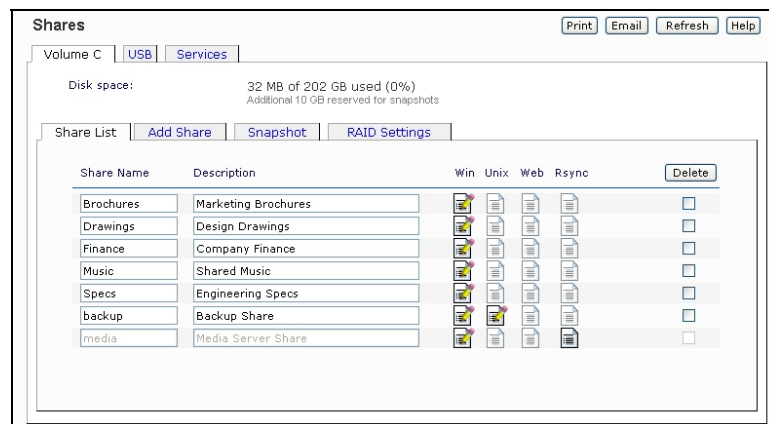 Shares Print Email Refresh Help
Volume C USB Services
Disk space: 32 MB of 202 GB used (0%)
Additional 10 GB reserved for snapshots
Share List Add Share Snapshot RAID Settings
Share Name Description Win Unix Web Rsync Delete
Brochures Marketing Brochures
Drawings Design Drawings
Finance Company Finance
Music Shared Music
Specs Engineering Specs
backup Backup Share
media Media Server Share